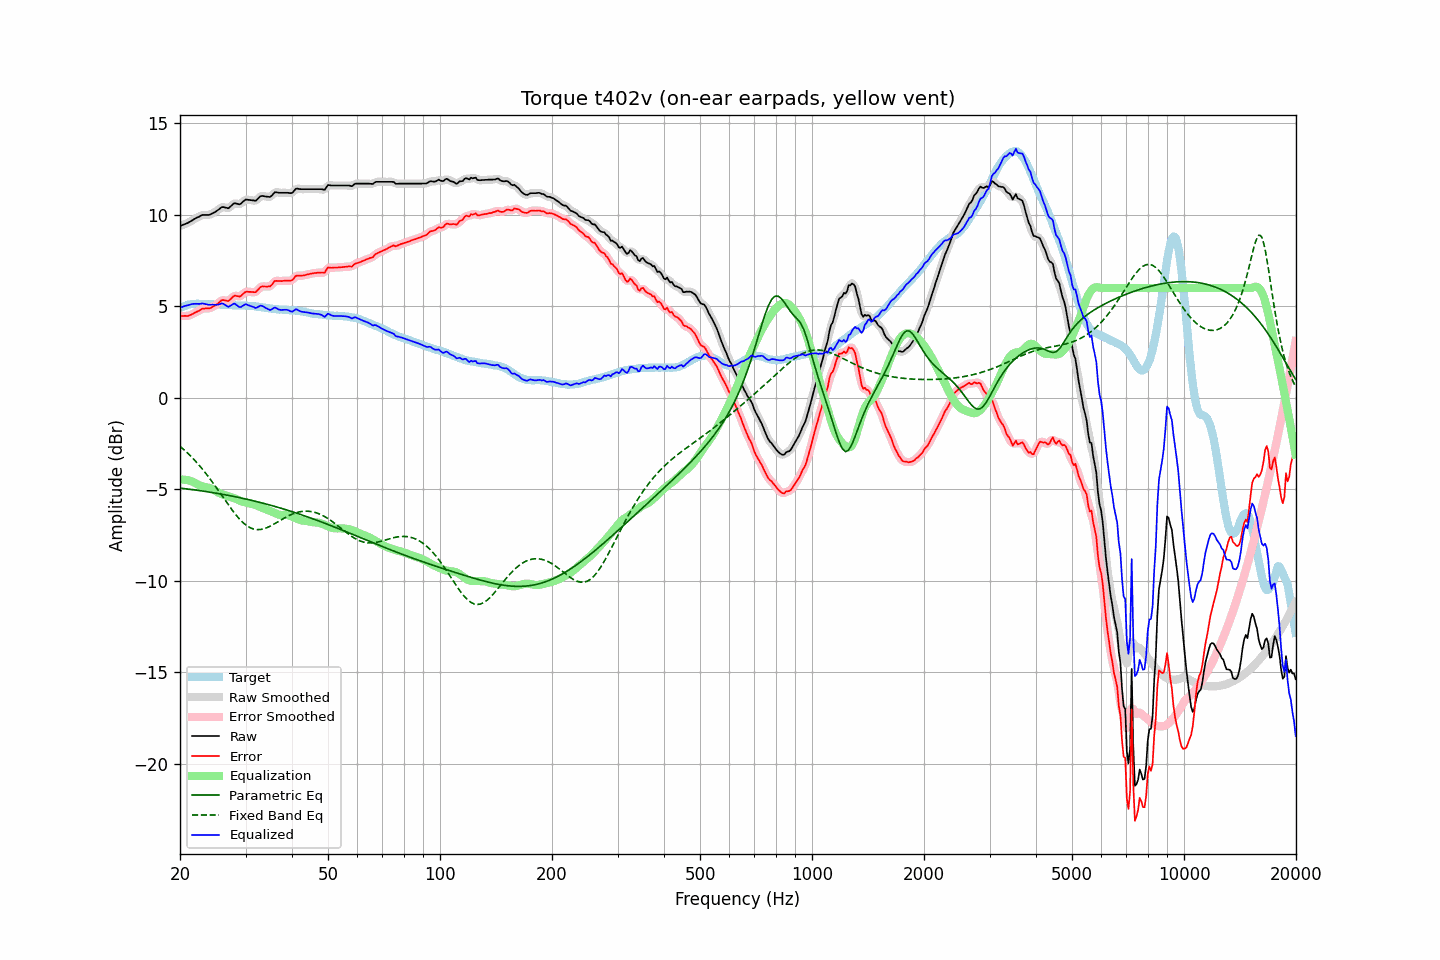 Torque t402v (on-ear earpads, yellow vent)
15
10
5
0
−5
−10
−15
−20
Amplitude (dBr)
Target
Raw Smoothed
Error Smoothed
Raw
Error
Equalization
Parametric Eq
Fixed Band Eq
Equalized
20
50
100
200
500
1000
2000
5000
10000
20000
Frequency (Hz)